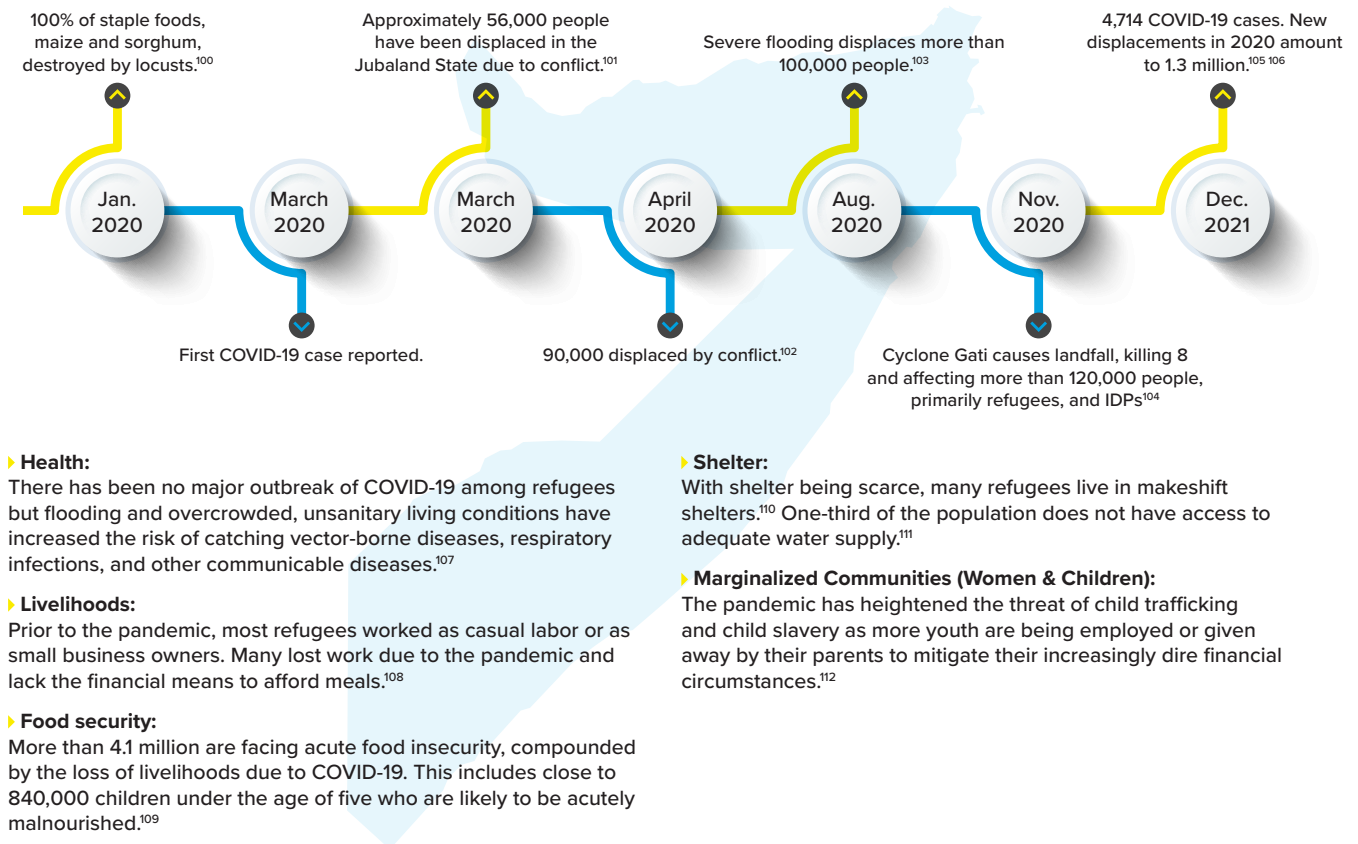 100% of staple foods,
maize and sorghum,
destroyed by locusts.100
Approximately 56,000 people
have been displaced in the
Jubaland State due to conflict.101
Severe flooding displaces more than
100,000 people.103
4,714 COVID-19 cases. New
displacements in 2020 amount
to 1.3 million.105 106
Jan.
2020
March
2020
March
2020
April
2020
Aug.
2020
Nov.
2020
Dec.
2021
First COVID-19 case reported.
90,000 displaced by conflict.102
Cyclone Gati causes landfall, killing 8
and affecting more than 120,000 people,
primarily refugees, and IDPs104
Health:
There has been no major outbreak of COVID-19 among refugees
but flooding and overcrowded, unsanitary living conditions have
increased the risk of catching vector-borne diseases, respiratory
infections, and other communicable diseases.107
Livelihoods:
Prior to the pandemic, most refugees worked as casual labor or as
small business owners. Many lost work due to the pandemic and
lack the financial means to afford meals.108
Food security:
More than 4.1 million are facing acute food insecurity, compounded
by the loss of livelihoods due to COVID-19. This includes close to
840,000 children under the age of five who are likely to be acutely
malnourished.109
Shelter:
With shelter being scarce, many refugees live in makeshift
shelters.110 One-third of the population does not have access to
adequate water supply.111
Marginalized Communities (Women & Children):
The pandemic has heightened the threat of child trafficking
and child slavery as more youth are being employed or given
away by their parents to mitigate their increasingly dire financial
circumstances.112